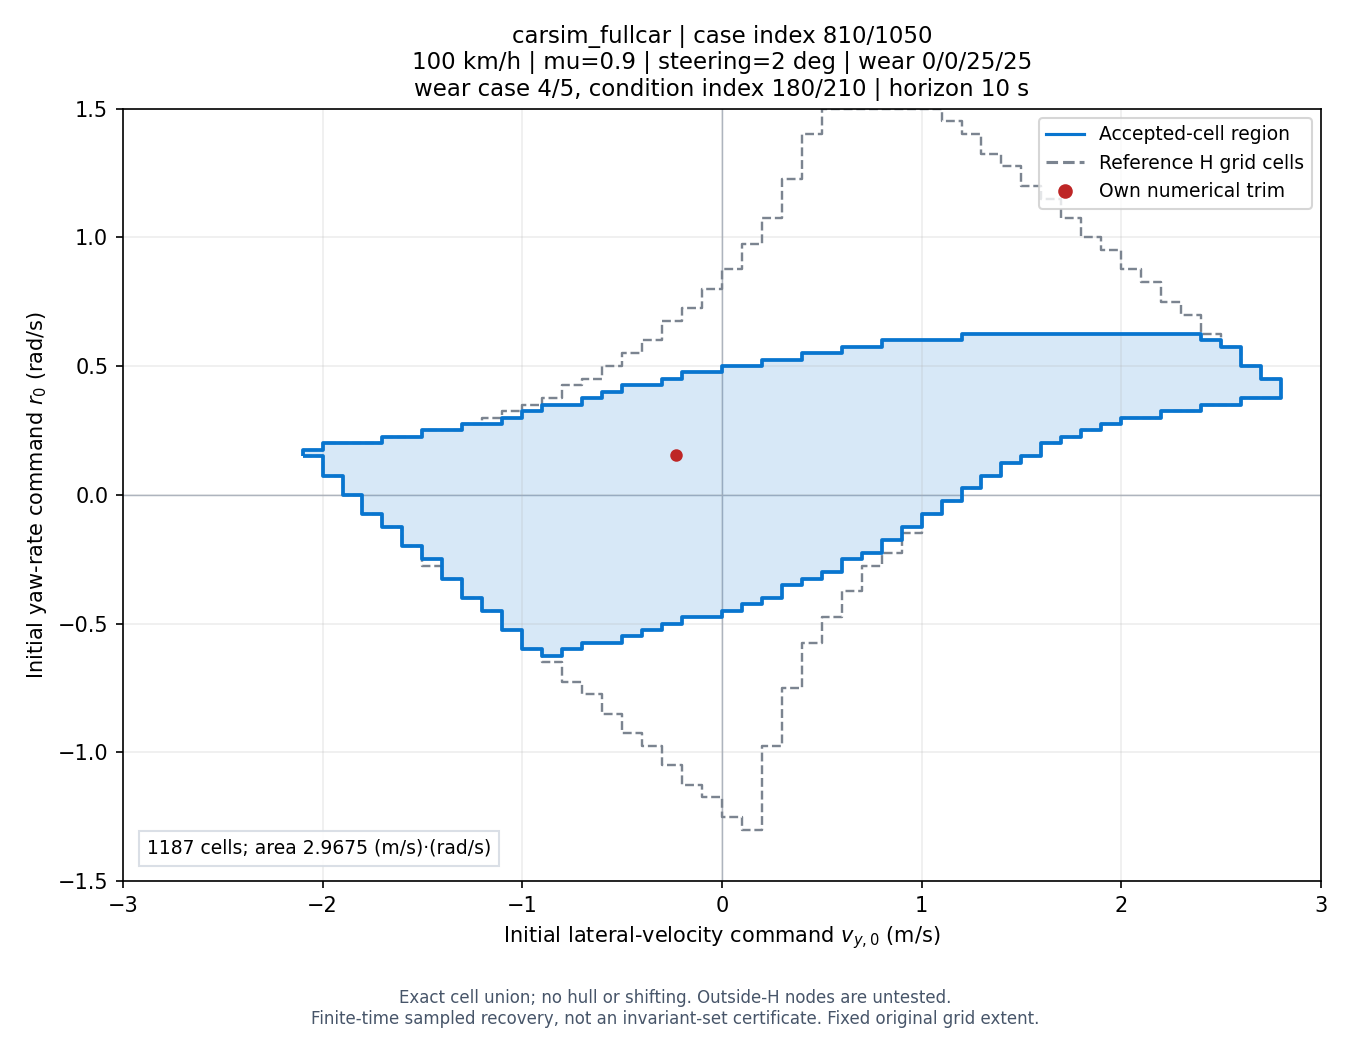 carsim_fullcar | case index 810/1050
100 km/h | mu=0.9 | steering=2 deg | wear 0/0/25/25
wear case 4/5, condition index 180/210 | horizon 10 s
Accepted-cell region
Reference H grid cells
Own numerical trim
1.5
1.0
0.5
0.0
−0.5
−1.0
−1.5
Initial yaw-rate command r0 (rad/s)
1187 cells; area 2.9675 (m/s)·(rad/s)
−3 −2 −1 0 1 2 3
Initial lateral-velocity command vy,0 (m/s)
Exact cell union; no hull or shifting. Outside-H nodes are untested.
Finite-time sampled recovery, not an invariant-set certificate. Fixed original grid extent.